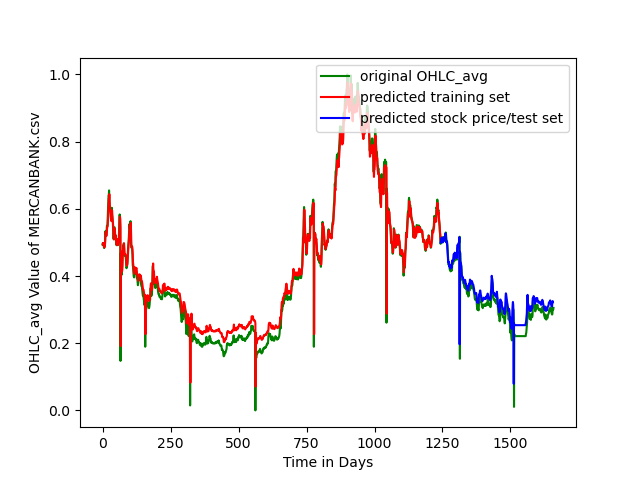 original OHLC_avg
predicted training set
predicted stock price/test set
OHLC_avg Value of MERCANBANK.csv
1.0
0.8
0.6
0.4
0.2
0.0
0 250 500 750 1000 1250 1500
Time in Days